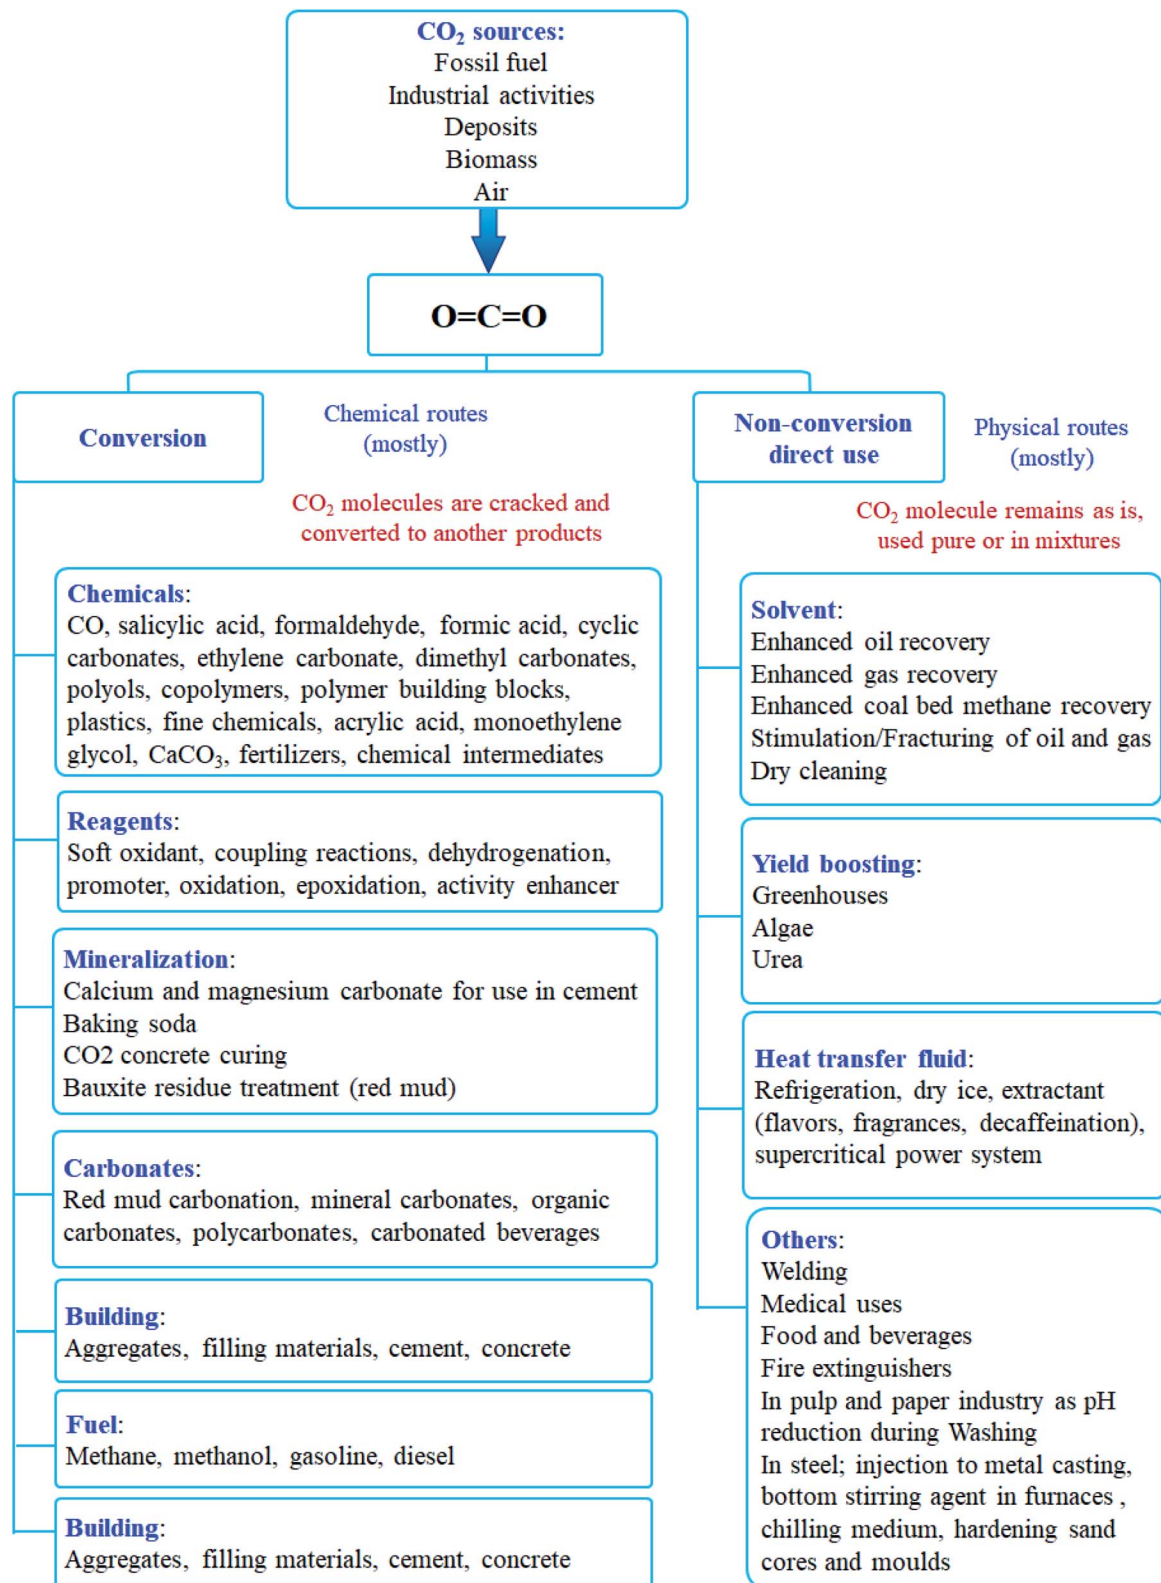 CO₂ sources:
Fossil fuel
Industrial activities
Deposits
Biomass
Air
O=C=O
Conversion
Chemical routes
(mostly)
CO₂ molecules are cracked and
converted to another products
Chemicals:
CO, salicylic acid, formaldehyde, formic acid, cyclic
carbonates, ethylene carbonate, dimethyl carbonates,
polyols, copolymers, polymer building blocks,
plastics, fine chemicals, acrylic acid, monoethylene
glycol, CaCO₃, fertilizers, chemical intermediates
Reagents:
Soft oxidant, coupling reactions, dehydrogenation,
promoter, oxidation, epoxidation, activity enhancer
Mineralization:
Calcium and magnesium carbonate for use in cement
Baking soda
CO2 concrete curing
Bauxite residue treatment (red mud)
Carbonates:
Red mud carbonation, mineral carbonates, organic
carbonates, polycarbonates, carbonated beverages
Building:
Aggregates, filling materials, cement, concrete
Fuel:
Methane, methanol, gasoline, diesel
Building:
Aggregates, filling materials, cement, concrete
Non-conversion
direct use
Physical routes
(mostly)
CO₂ molecule remains as is,
used pure or in mixtures
Solvent:
Enhanced oil recovery
Enhanced gas recovery
Enhanced coal bed methane recovery
Stimulation/Fracturing of oil and gas
Dry cleaning
Yield boosting:
Greenhouses
Algae
Urea
Heat transfer fluid:
Refrigeration, dry ice, extractant
(flavors, fragrances, decaffeination),
supercritical power system
Others:
Welding
Medical uses
Food and beverages
Fire extinguishers
In pulp and paper industry as pH
reduction during Washing
In steel; injection to metal casting,
bottom stirring agent in furnaces ,
chilling medium, hardening sand
cores and moulds